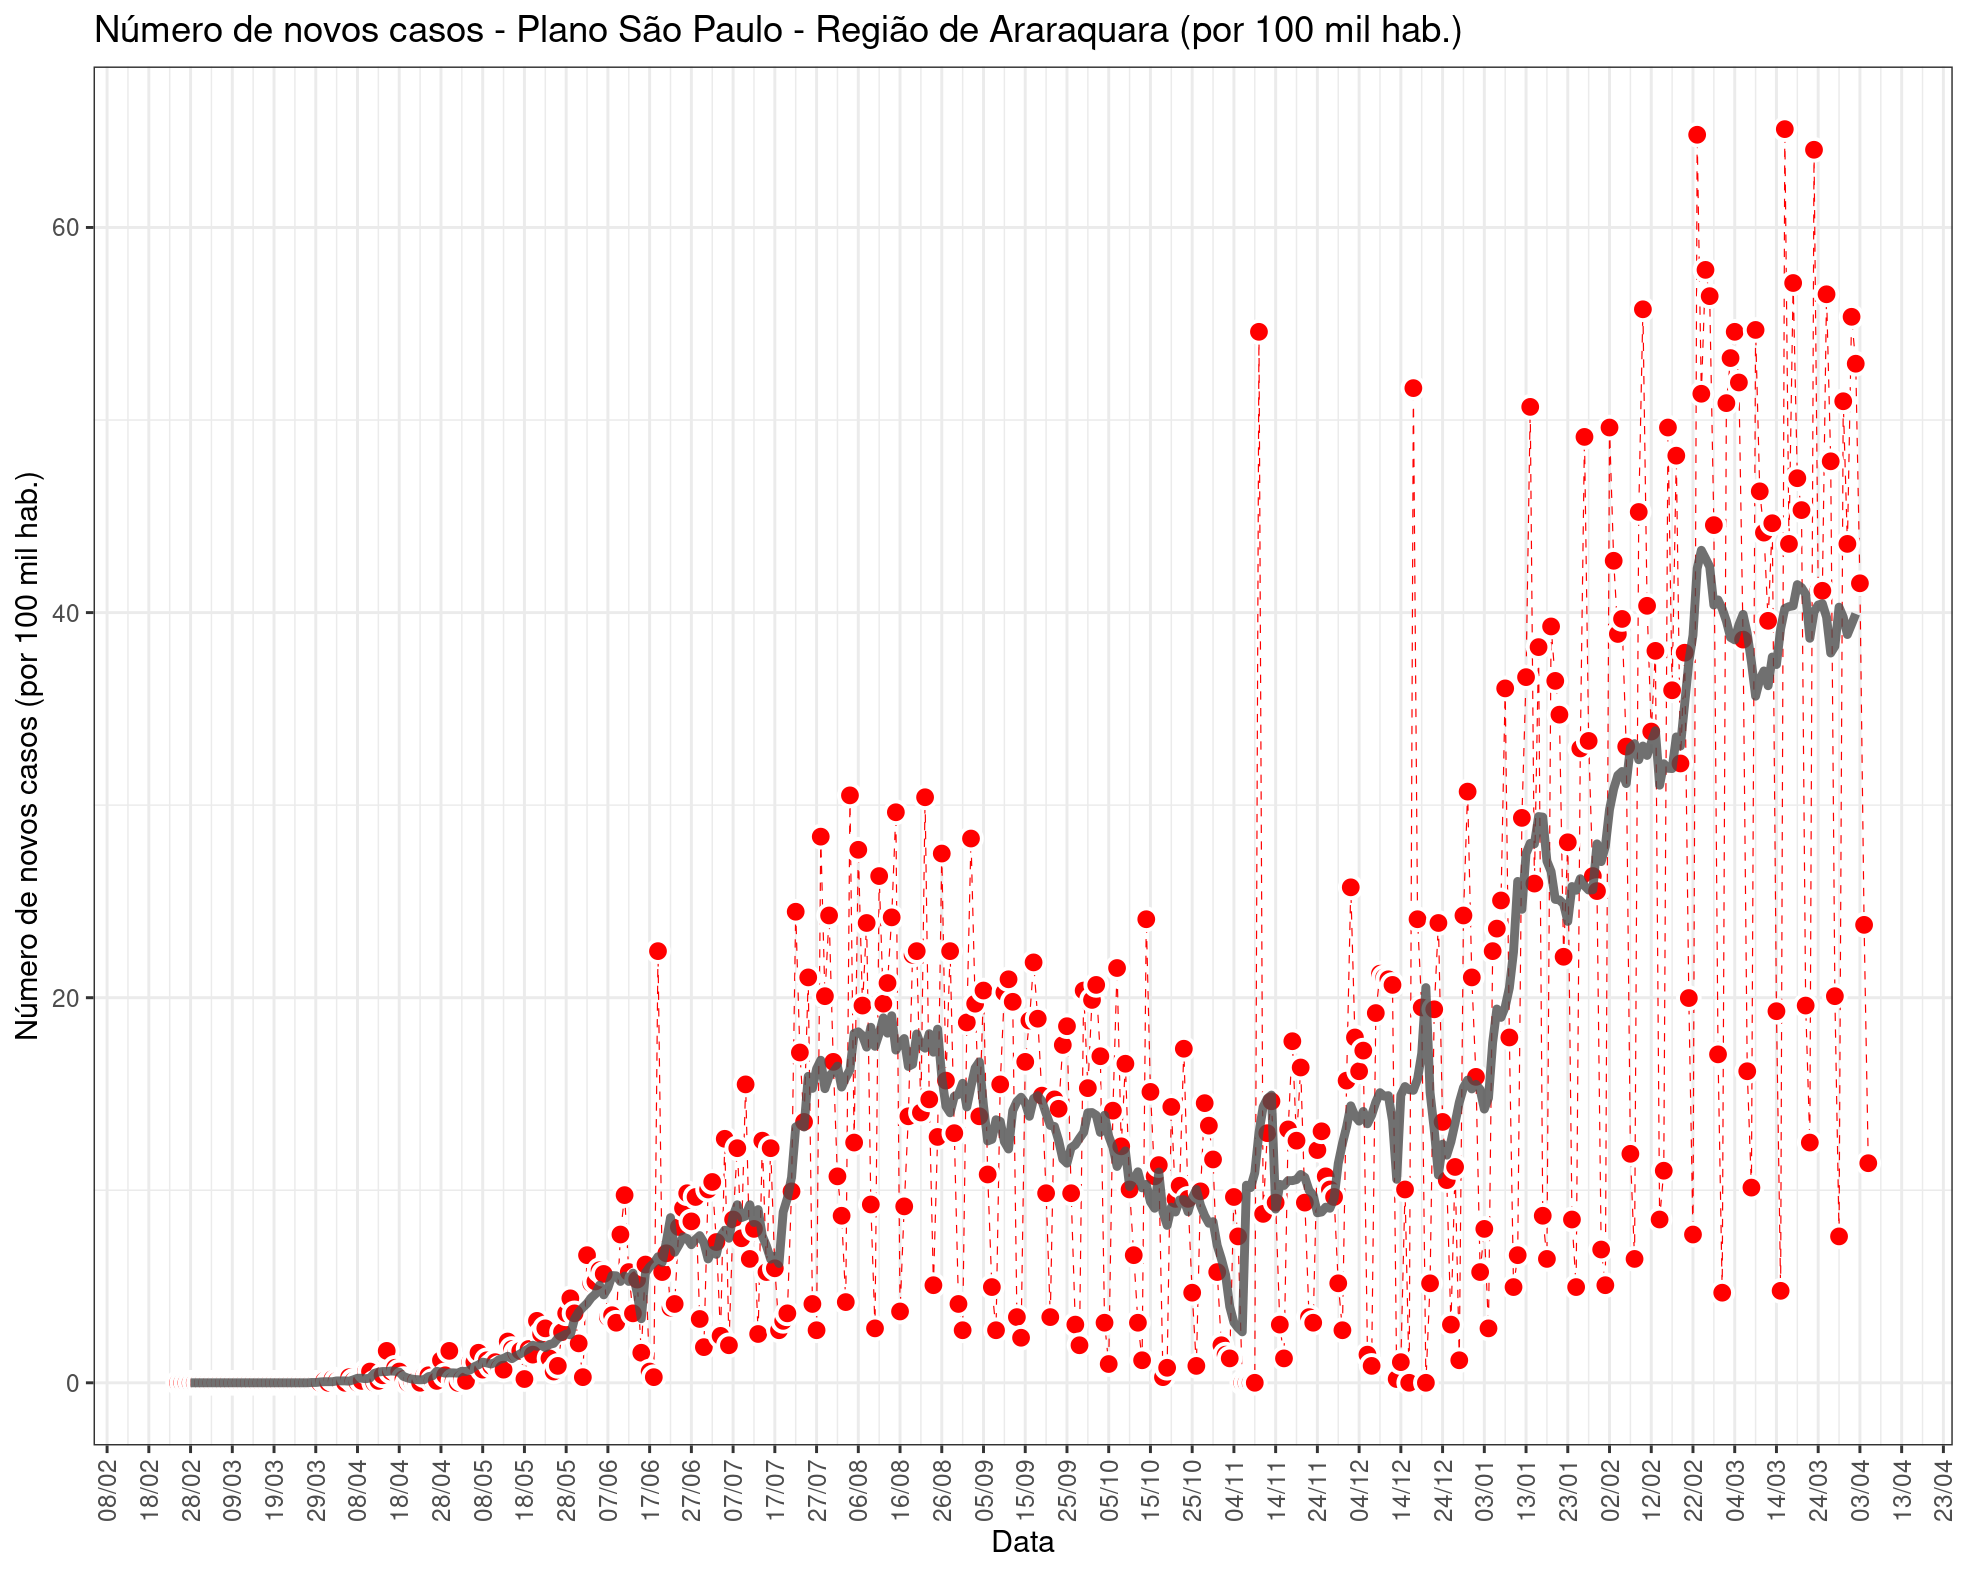 Número de novos casos - Plano São Paulo - Região de Araraquara (por 100 mil hab.)
Número de novos casos (por 100 mil hab.)
60
40
20
0
08/02 18/02 28/02 09/03 19/03 29/03 08/04 18/04 28/04 08/05 18/05 28/05 07/06 17/06 27/06 07/07 17/07 27/07 06/08 16/08 26/08 05/09 15/09 25/09 05/10 15/10 25/10 04/11 14/11 24/11 04/12 14/12 24/12 03/01 13/01 23/01 02/02 12/02 22/02 04/03 14/03 24/03 03/04 13/04 23/04
Data